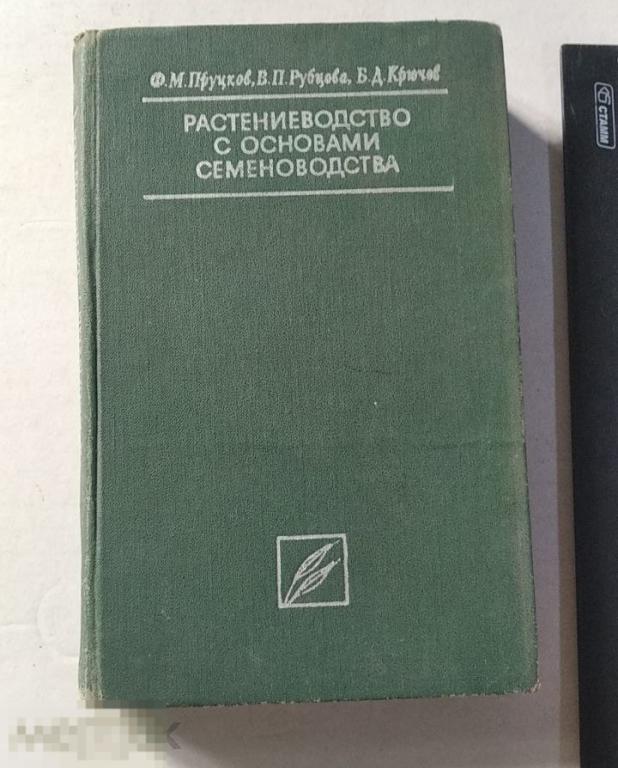 Ф.М.Пруцков, В.П.Рубцова, Б.Д.Крючев
РАСТЕНИЕВОДСТВО
С ОСНОВАМИ
СЕМЕНОВОДСТВА
СТАММ